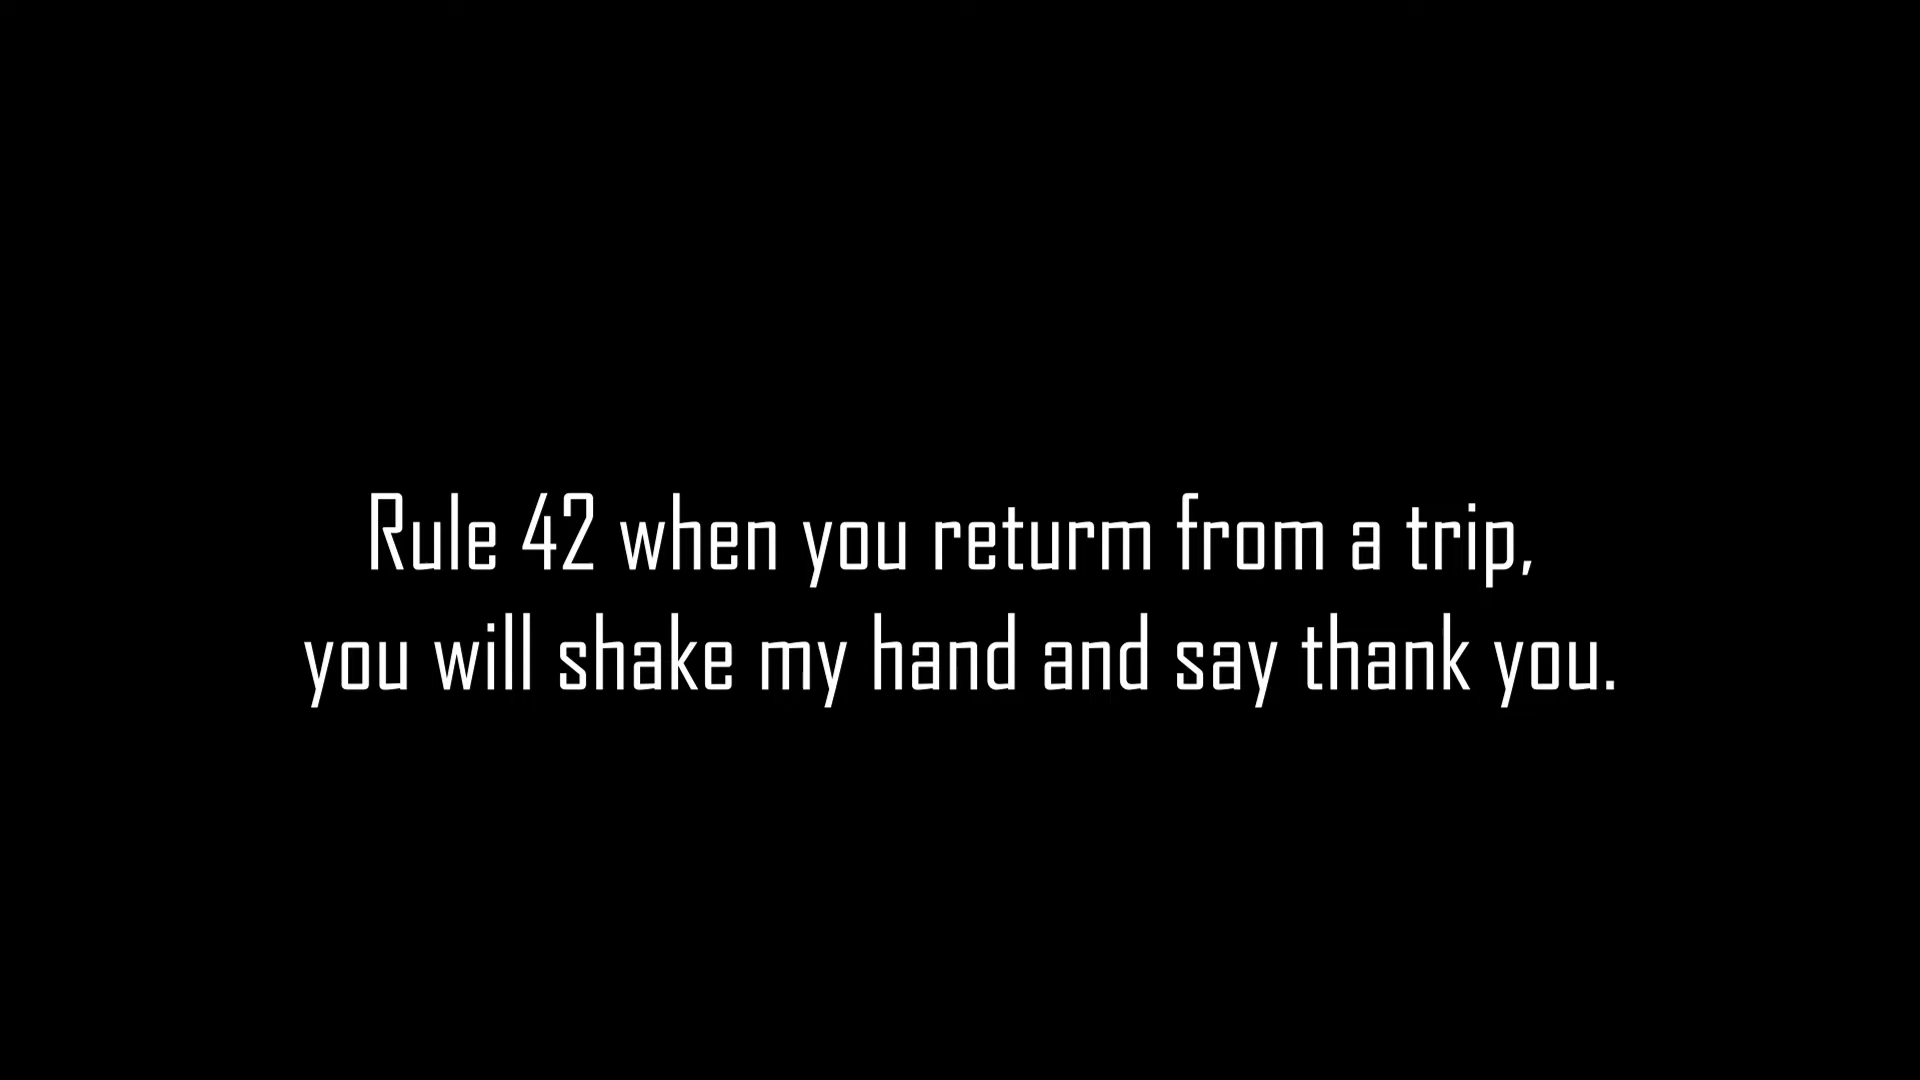 Rule 42 when you returm from a trip,
you will shake my hand and say thank you.